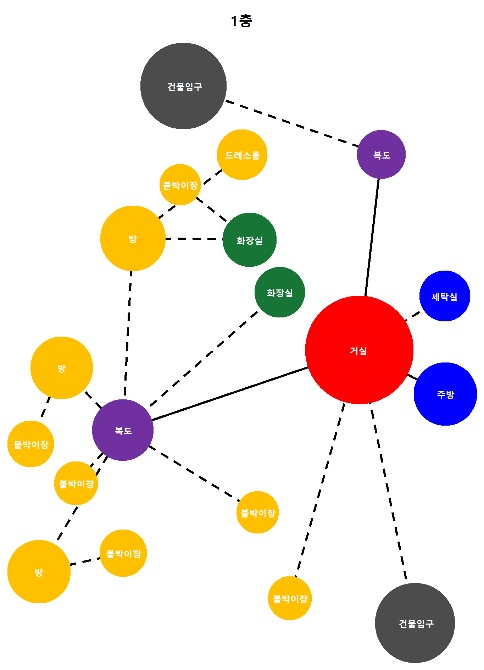 1층
건물입구
복도
드레스룸
붙박이장
방
화장실
화장실
세탁실
거실
방
주방
복도
붙박이장
붙박이장
붙박이장
붙박이장
방
붙박이장
건물입구